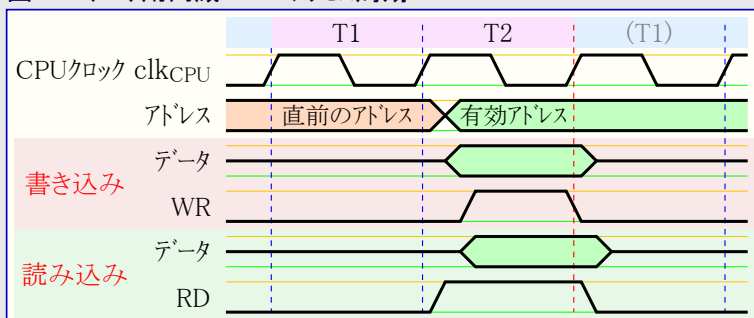 T1 T2 (T1)
CPUクロック clkCPU
アドレス 直前のアドレス 有効アドレス
データ
書き込み
WR
データ
読み込み
RD